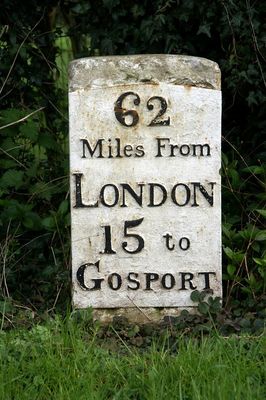 62
Miles From
LONDON
15 to
GOSPORT